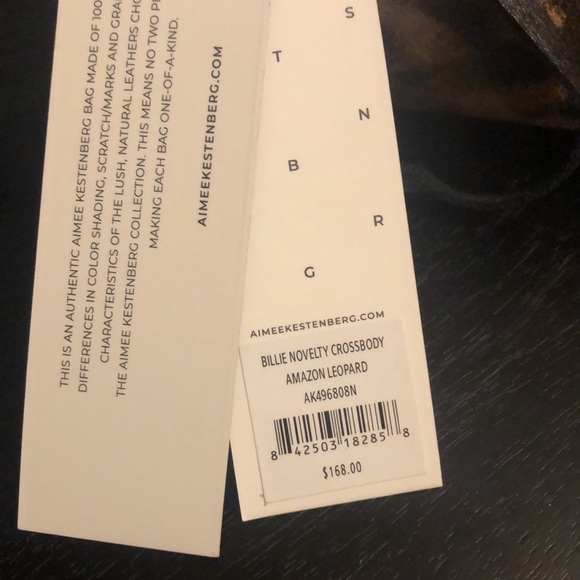 THIS IS AN AUTHENTIC AIMEE KESTENBERG BAG MADE OF 100
DIFFERENCES IN COLOR SHADING, SCRATCH/MARKS AND
CHARACTERISTICS OF THE LUSH, NATURAL LEATHERS
THE AIMEE KESTENBERG COLLECTION. THIS MEANS NO TWO
MAKING EACH BAG ONE-OF-A-KIND.
AIMEEKESTENBERG.COM
S
T
N
B
R
G
AIMEEKESTENBERG.COM
BILLIE NOVELTY CROSSBODY
AMAZON LEOPARD
AK496808N
8 42503 18285 8
$168.00